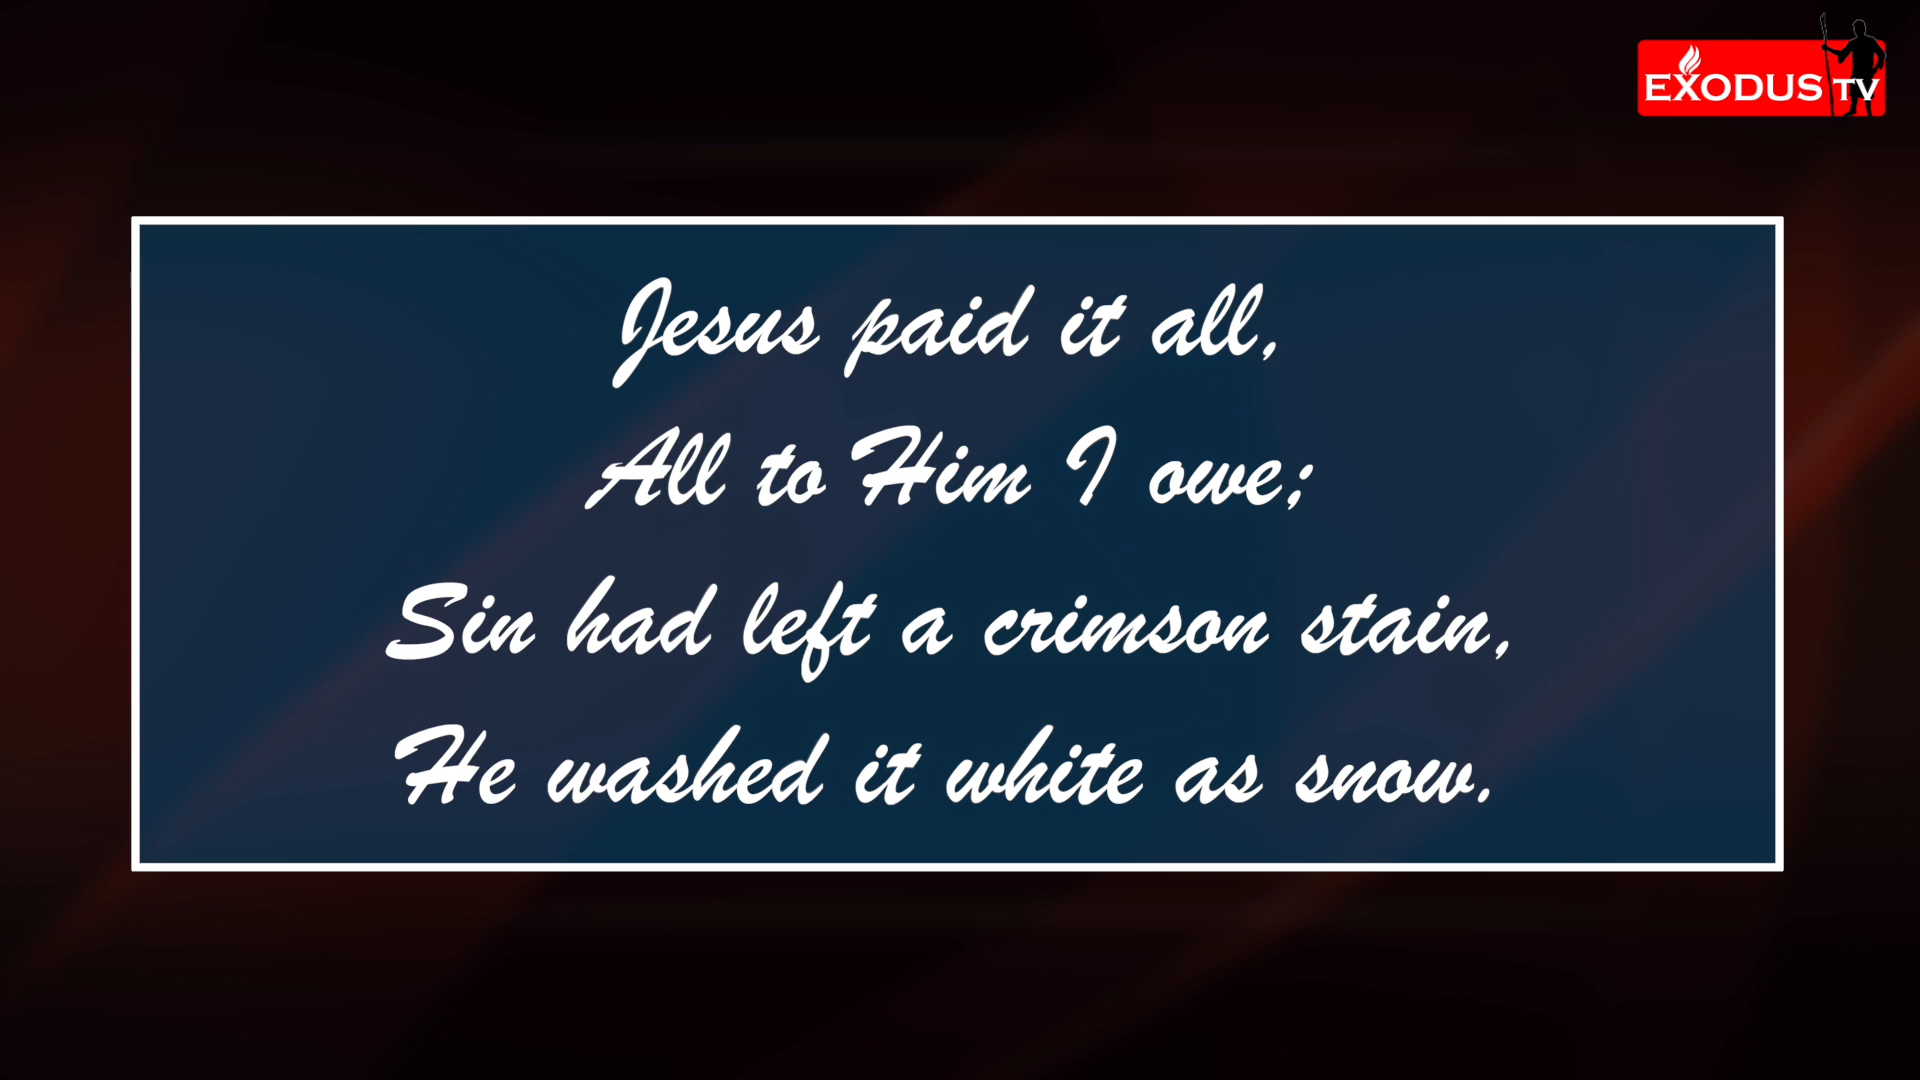 EXODUS TV
Jesus paid it all,
All to Him I owe;
Sin had left a crimson stain,
He washed it white as snow.